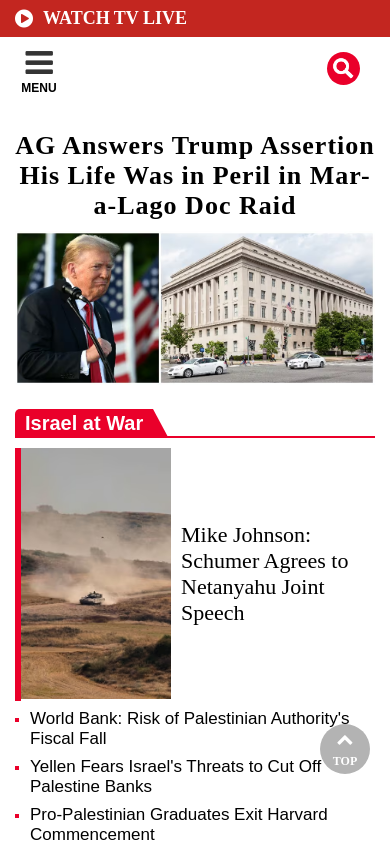 WATCH TV LIVE
MENU
AG Answers Trump Assertion
His Life Was in Peril in Mar-
a-Lago Doc Raid
Israel at War
Mike Johnson:
Schumer Agrees to
Netanyahu Joint
Speech
World Bank: Risk of Palestinian Authority's
Fiscal Fall
Yellen Fears Israel's Threats to Cut Off
Palestine Banks
TOP
Pro-Palestinian Graduates Exit Harvard
Commencement